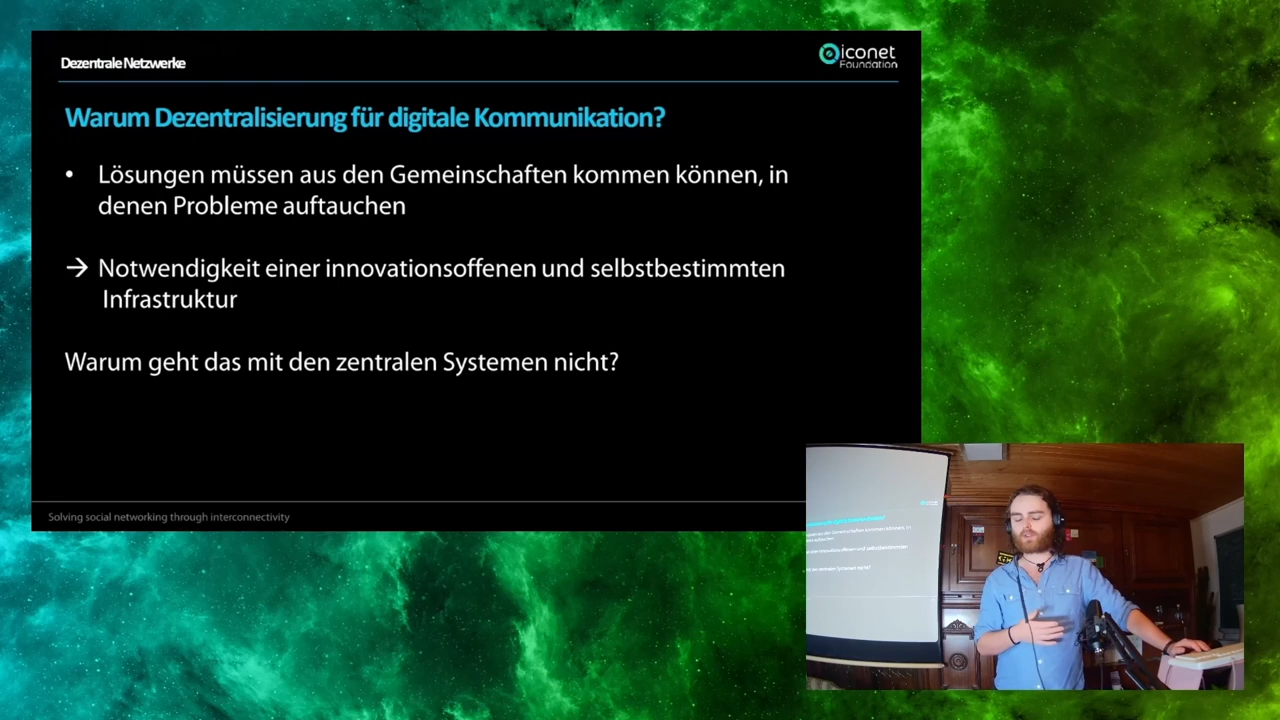 Dezentrale Netzwerke
iconet
Foundation
Warum Dezentralisierung für digitale Kommunikation?
• Lösungen müssen aus den Gemeinschaften kommen können, in
denen Probleme auftauchen
→ Notwendigkeit einer innovationsoffenen und selbstbestimmten
Infrastruktur
Warum geht das mit den zentralen Systemen nicht?
Solving social networking through interconnectivity